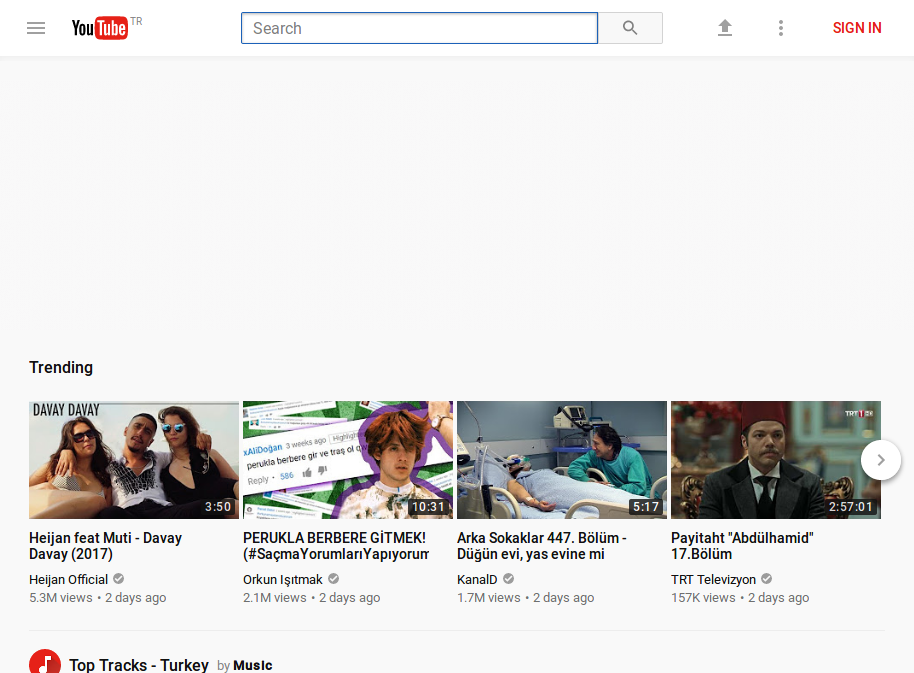 YouTube TR
Search
SIGN IN
Trending
DAVAY DAVAY
3:50
xAliDoğan 3 weeks ago
perukla berbere gir ve traş ol
Reply • 586
10:31
5:17
TRT 1
2:57:01
Heijan feat Muti - Davay
Davay (2017)
Heijan Official
5.3M views • 2 days ago
PERUKLA BERBERE GİTMEK!
(#SaçmaYorumlarıYapıyorum
Orkun Işıtmak
2.1M views • 2 days ago
Arka Sokaklar 447. Bölüm -
Düğün evi, yas evine mi
KanalD
1.7M views • 2 days ago
Payitaht "Abdülhamid"
17.Bölüm
TRT Televizyon
157K views • 2 days ago
Top Tracks - Turkey by Music